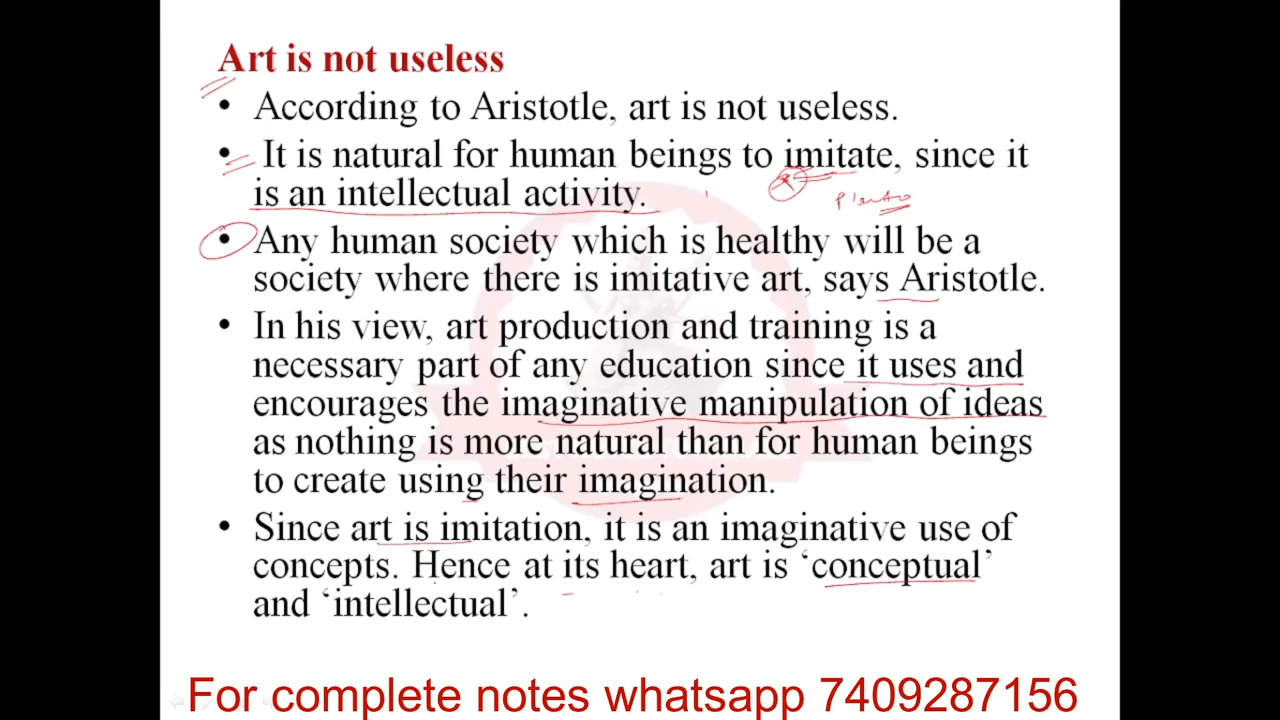 Art is not useless
• According to Aristotle, art is not useless.
• It is natural for human beings to imitate, since it
is an intellectual activity.
• Any human society which is healthy will be a
society where there is imitative art, says Aristotle.
• In his view, art production and training is a
necessary part of any education since it uses and
encourages the imaginative manipulation of ideas
as nothing is more natural than for human beings
to create using their imagination.
• Since art is imitation, it is an imaginative use of
concepts. Hence at its heart, art is ‘conceptual’
and ‘intellectual’.
For complete notes whatsapp 7409287156